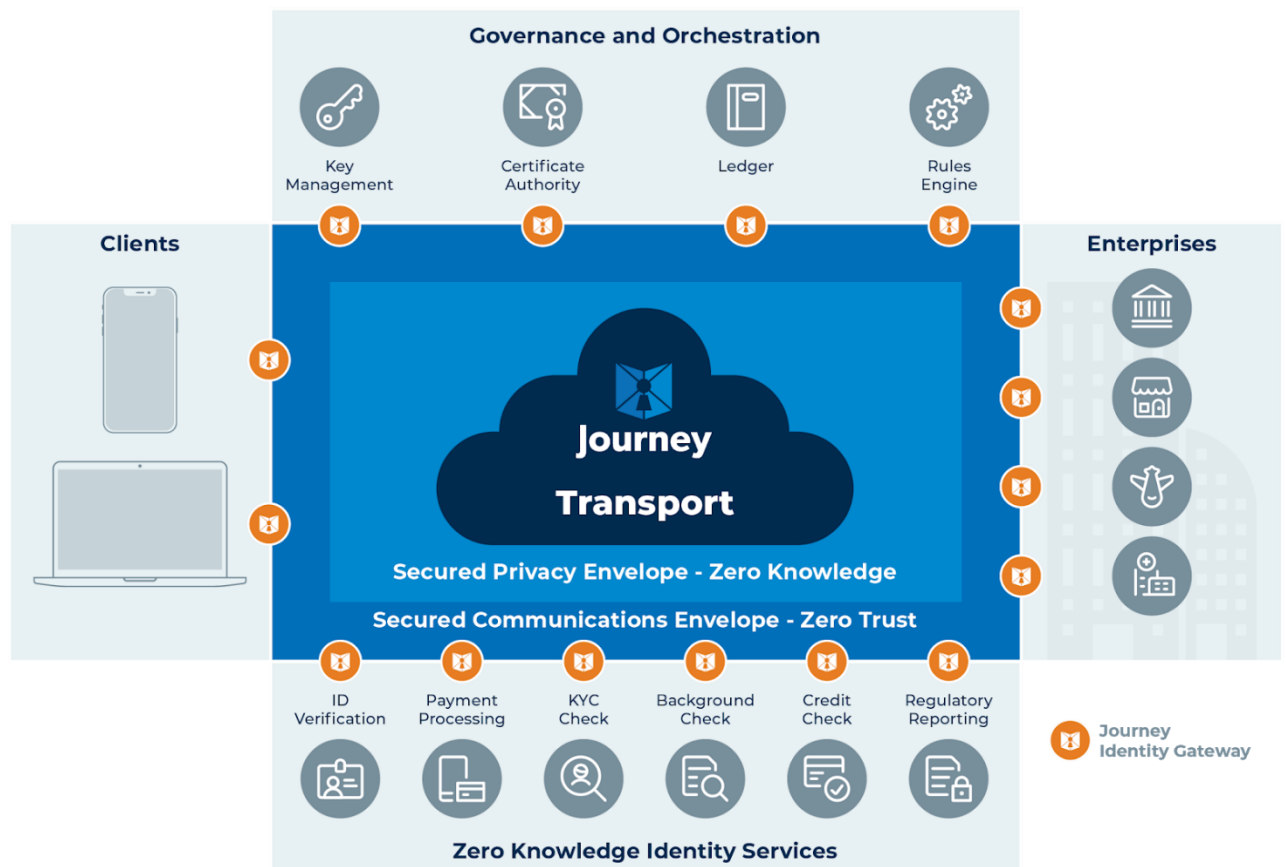 Governance and Orchestration
Key
Management
Certificate
Authority
Ledger
Rules
Engine
Clients
Enterprises
Journey
Transport
Secured Privacy Envelope - Zero Knowledge
Secured Communications Envelope - Zero Trust
ID
Verification
Payment
Processing
KYC
Check
Background
Check
Credit
Check
Regulatory
Reporting
Journey
Identity Gateway
Zero Knowledge Identity Services